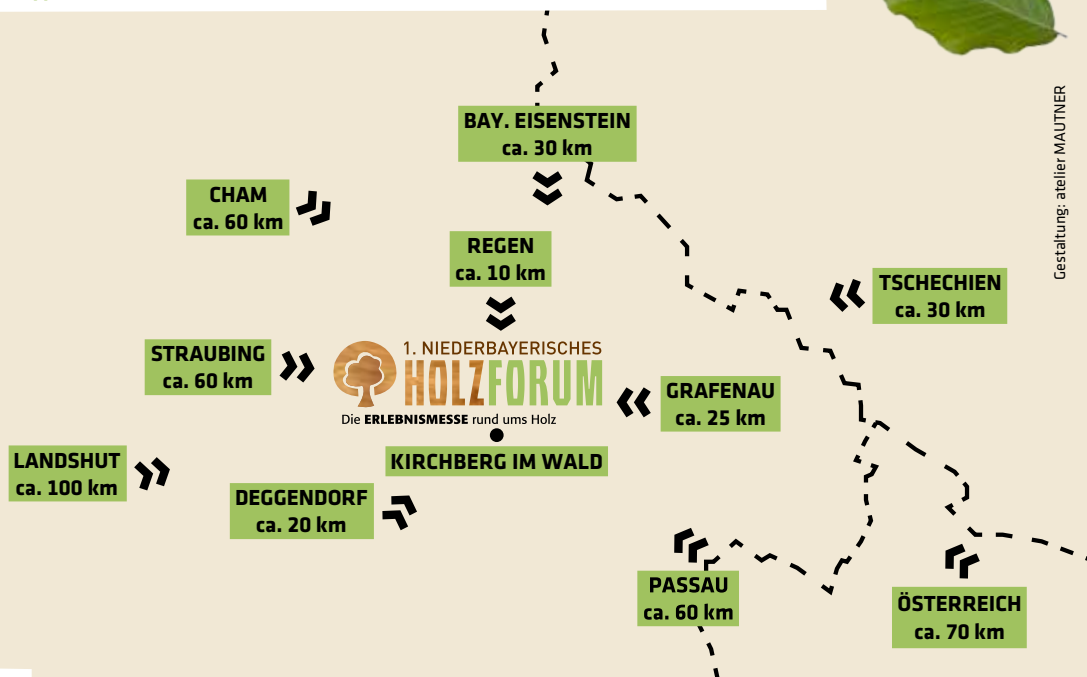 BAY. EISENSTEIN
ca. 30 km
CHAM
ca. 60 km
REGEN
ca. 10 km
TSCHECHIEN
ca. 30 km
STRAUBING
ca. 60 km
1. NIEDERBAYERISCHES
HOLZFORUM
Die ERLEBNISMESSE rund ums Holz
GRAFENAU
ca. 25 km
KIRCHBERG IM WALD
LANDSHUT
ca. 100 km
DEGGENDORF
ca. 20 km
PASSAU
ca. 60 km
ÖSTERREICH
ca. 70 km
Gestaltung: atelier MAUTNER